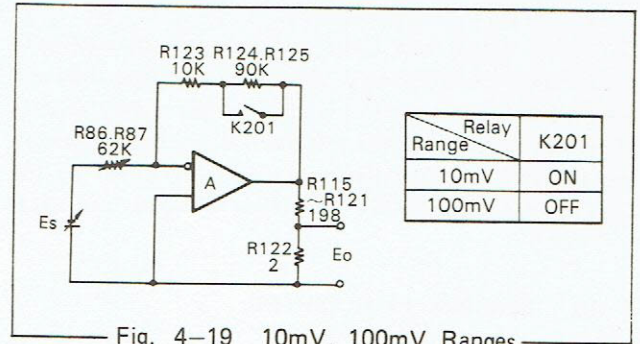 R123 R124.R125
10K 90K
K201
R86.R87
62K
A
Es
R115
~R121
198
R122
2
Eo
Relay
Range
K201
10mV ON
100mV OFF
Fig. 4-19 10mV, 100mV Ranges